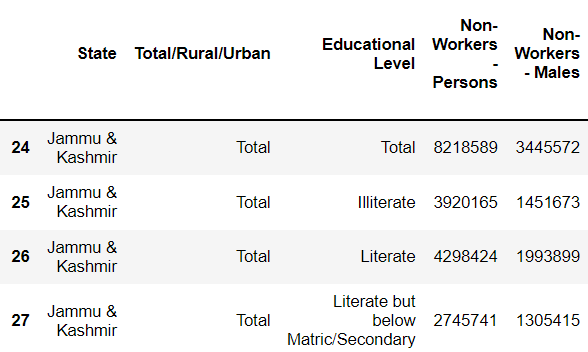 State Total/Rural/Urban Educational Level Non-Workers - Persons Non-Workers - Males
24 Jammu & Kashmir Total Total 8218589 3445572
25 Jammu & Kashmir Total Illiterate 3920165 1451673
26 Jammu & Kashmir Total Literate 4298424 1993899
27 Jammu & Kashmir Total Literate but below Matric/Secondary 2745741 1305415